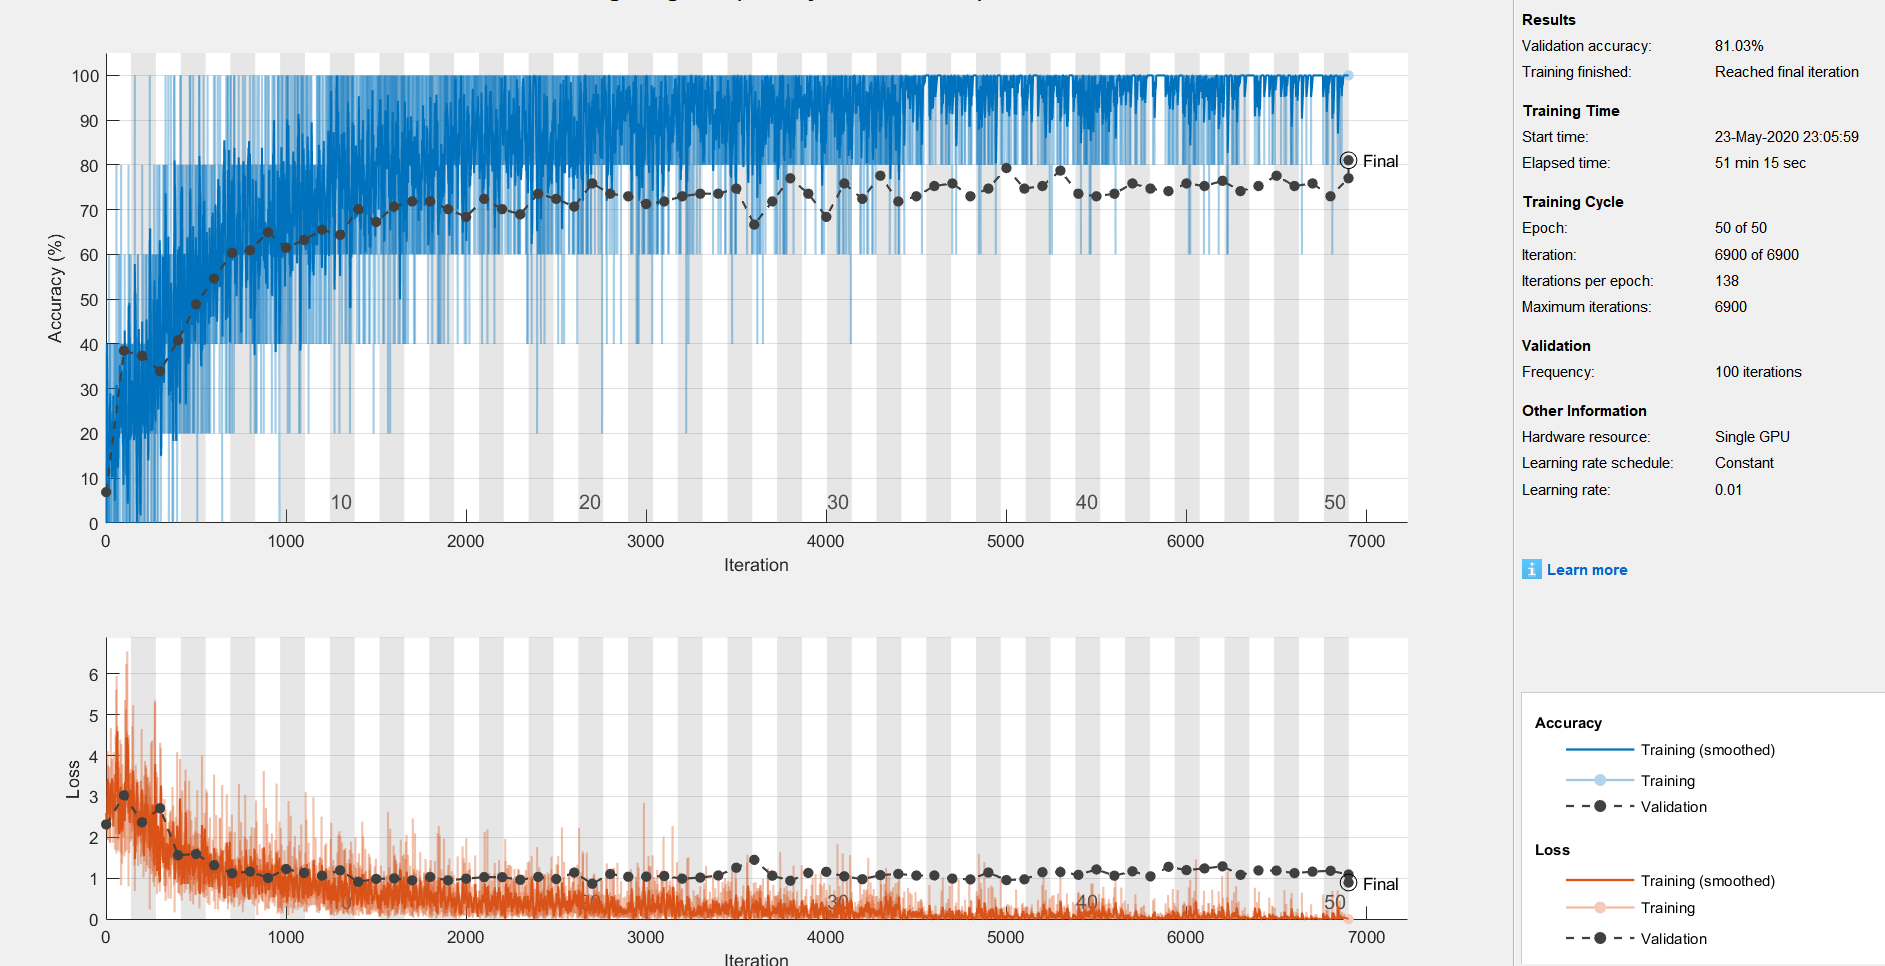 100
90
80
70
60
50
40
30
20
10
0
Accuracy (%)
Final
10 20 30 40 50
0 1000 2000 3000 4000 5000 6000 7000
Iteration
6
5
4
3
2
1
0
Loss
Final
30 40 50
0 1000 2000 3000 4000 5000 6000 7000
Iteration
Results
Validation accuracy: 81.03%
Training finished: Reached final iteration
Training Time
Start time: 23-May-2020 23:05:59
Elapsed time: 51 min 15 sec
Training Cycle
Epoch: 50 of 50
Iteration: 6900 of 6900
Iterations per epoch: 138
Maximum iterations: 6900
Validation
Frequency: 100 iterations
Other Information
Hardware resource: Single GPU
Learning rate schedule: Constant
Learning rate: 0.01
i Learn more
Accuracy
Training (smoothed)
Training
Validation
Loss
Training (smoothed)
Training
Validation